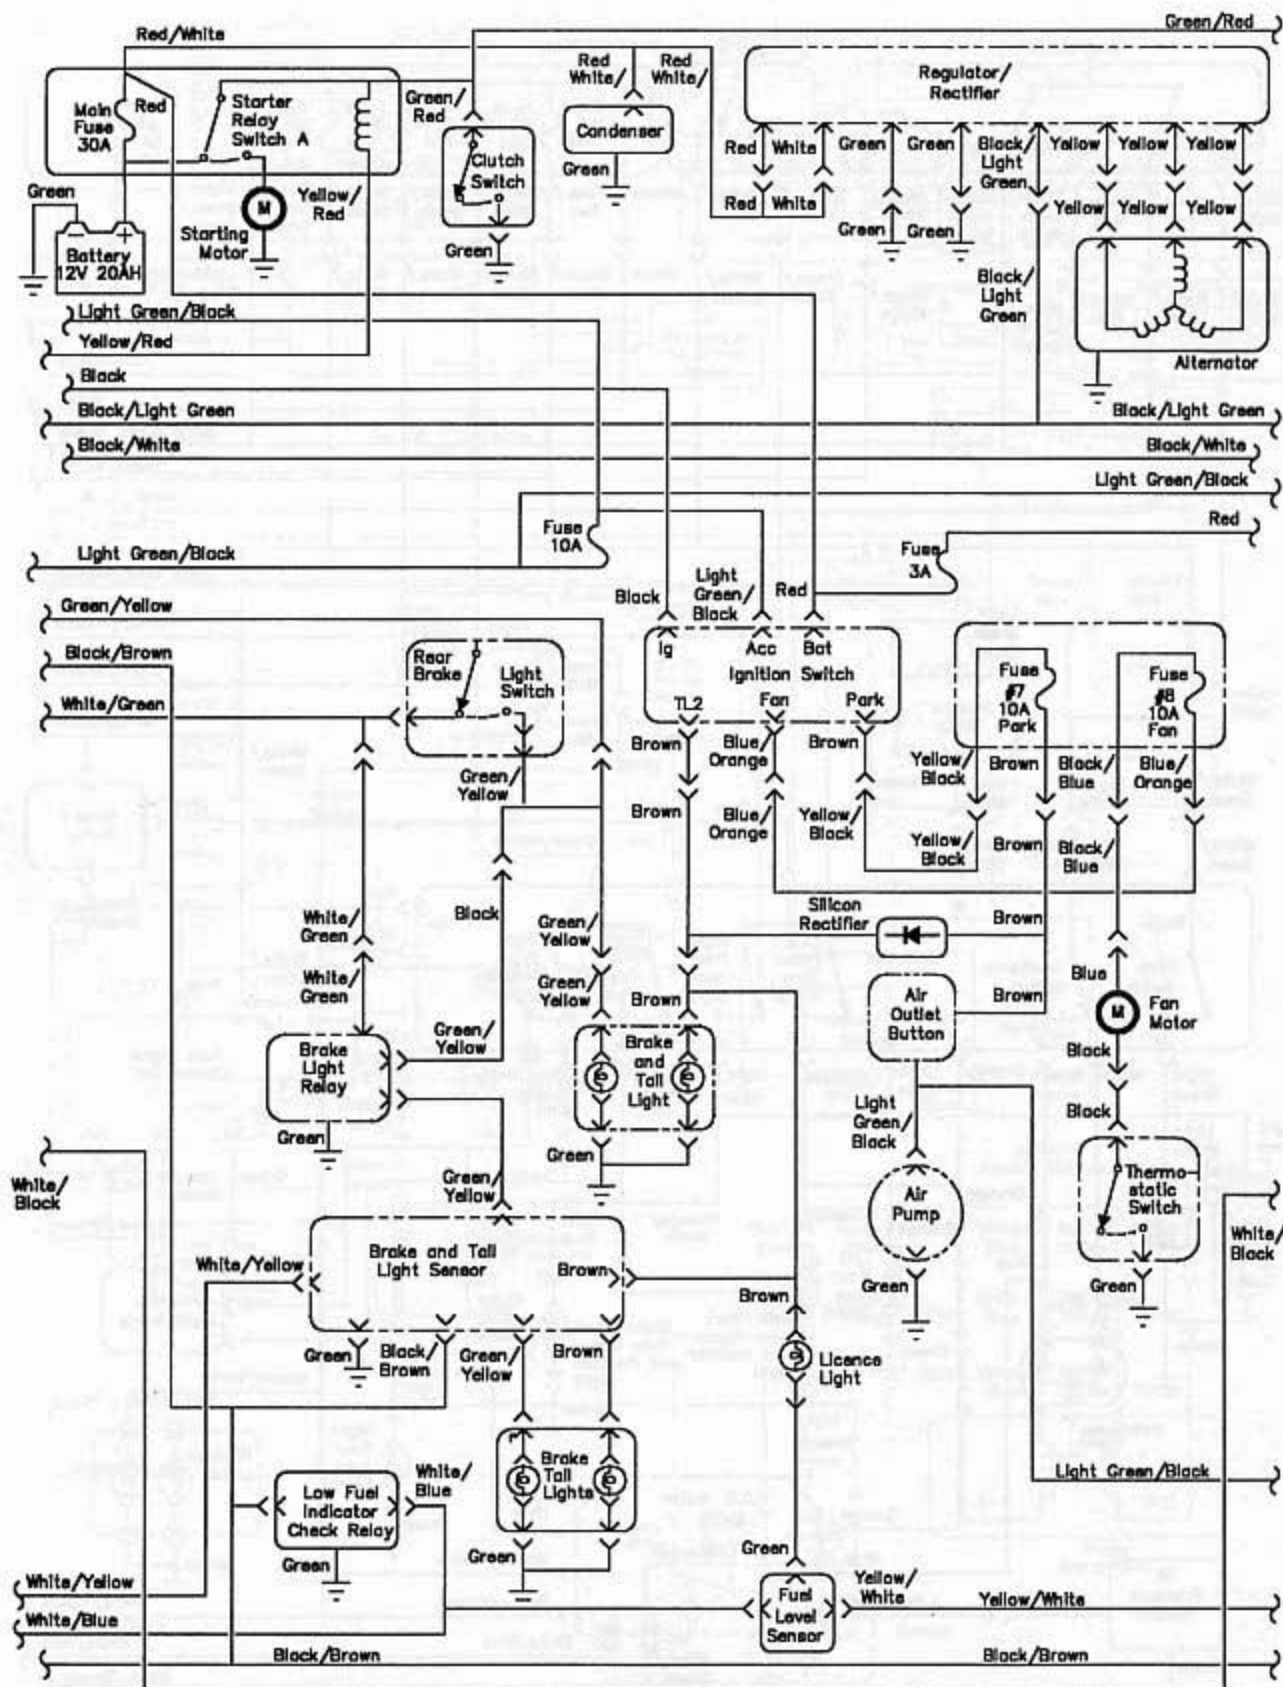 Green/Red
Red/White
Red
White/
Red
White/
Regulator/
Rectifier
Main
Fuse
30A
Red
Starter
Relay
Switch A
Green/
Red
Condenser
Clutch
Switch
Green
Red
White
Green
Green
Black/
Light
Green
Yellow
Yellow
Yellow
Green
Yellow/
Red
M
Starting
Motor
Red
White
Yellow
Yellow
Yellow
Green
Green
Green
Battery
12V 20AH
Black/
Light
Green
Light Green/Black
Yellow/Red
Alternator
Black
Black/Light Green
Black/Light Green
Black/White
Black/White
Light Green/Black
Fuse
10A
Red
Light Green/Black
Fuse
3A
Black
Light
Green/
Black
Red
Green/Yellow
Black/Brown
White/Green
Rear
Brake
Light
Switch
Ig
Acc
Bat
Ignition Switch
TL2
Fan
Park
Fuse
#7
10A
Park
Fuse
#8
10A
Fan
Green/
Yellow
Brown
Blue/
Orange
Brown
Yellow/
Black
Brown
Black/
Blue
Blue/
Orange
Brown
Blue/
Orange
Yellow/
Black
Yellow/
Black
Brown
Black/
Blue
White/
Green
Black
Green/
Yellow
Silicon
Rectifier
Brown
White/
Green
Green/
Yellow
Brown
Air
Outlet
Button
Brown
Blue
M
Fan
Motor
Brake
Light
Relay
Green/
Yellow
Brake
and
Tail
Light
Black
Green
Green
Light
Green/
Black
Black
White/
Black
Green/
Yellow
Air
Pump
Thermo-
static
Switch
White/
Black
White/Yellow
Brake and Tail
Light Sensor
Brown
Brown
Green
Green
Green
Black/
Brown
Green/
Yellow
Brown
Licence
Light
Brake
Tail
Lights
White/
Blue
Light Green/Black
Low Fuel
Indicator
Check Relay
Green
Green
Green
White/Yellow
Yellow/
White
Fuel
Level
Sensor
Yellow/White
White/Blue
Black/Brown
Black/Brown